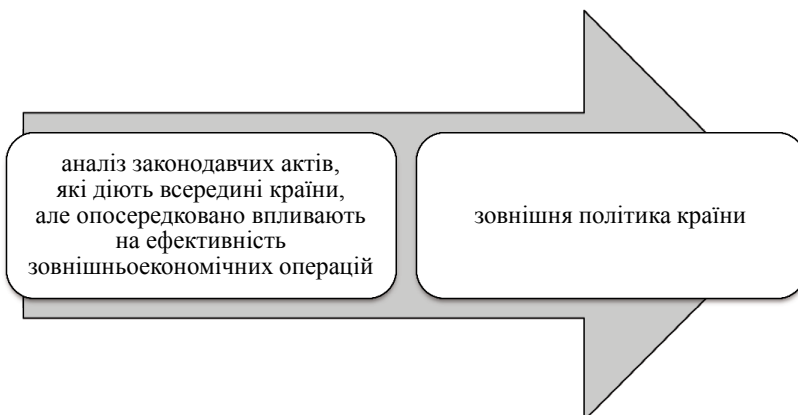 аналіз законодавчих актів,
які діють всередині країни,
але опосередковано впливають
на ефективність
зовнішньоекономічних операцій
зовнішня політика країни